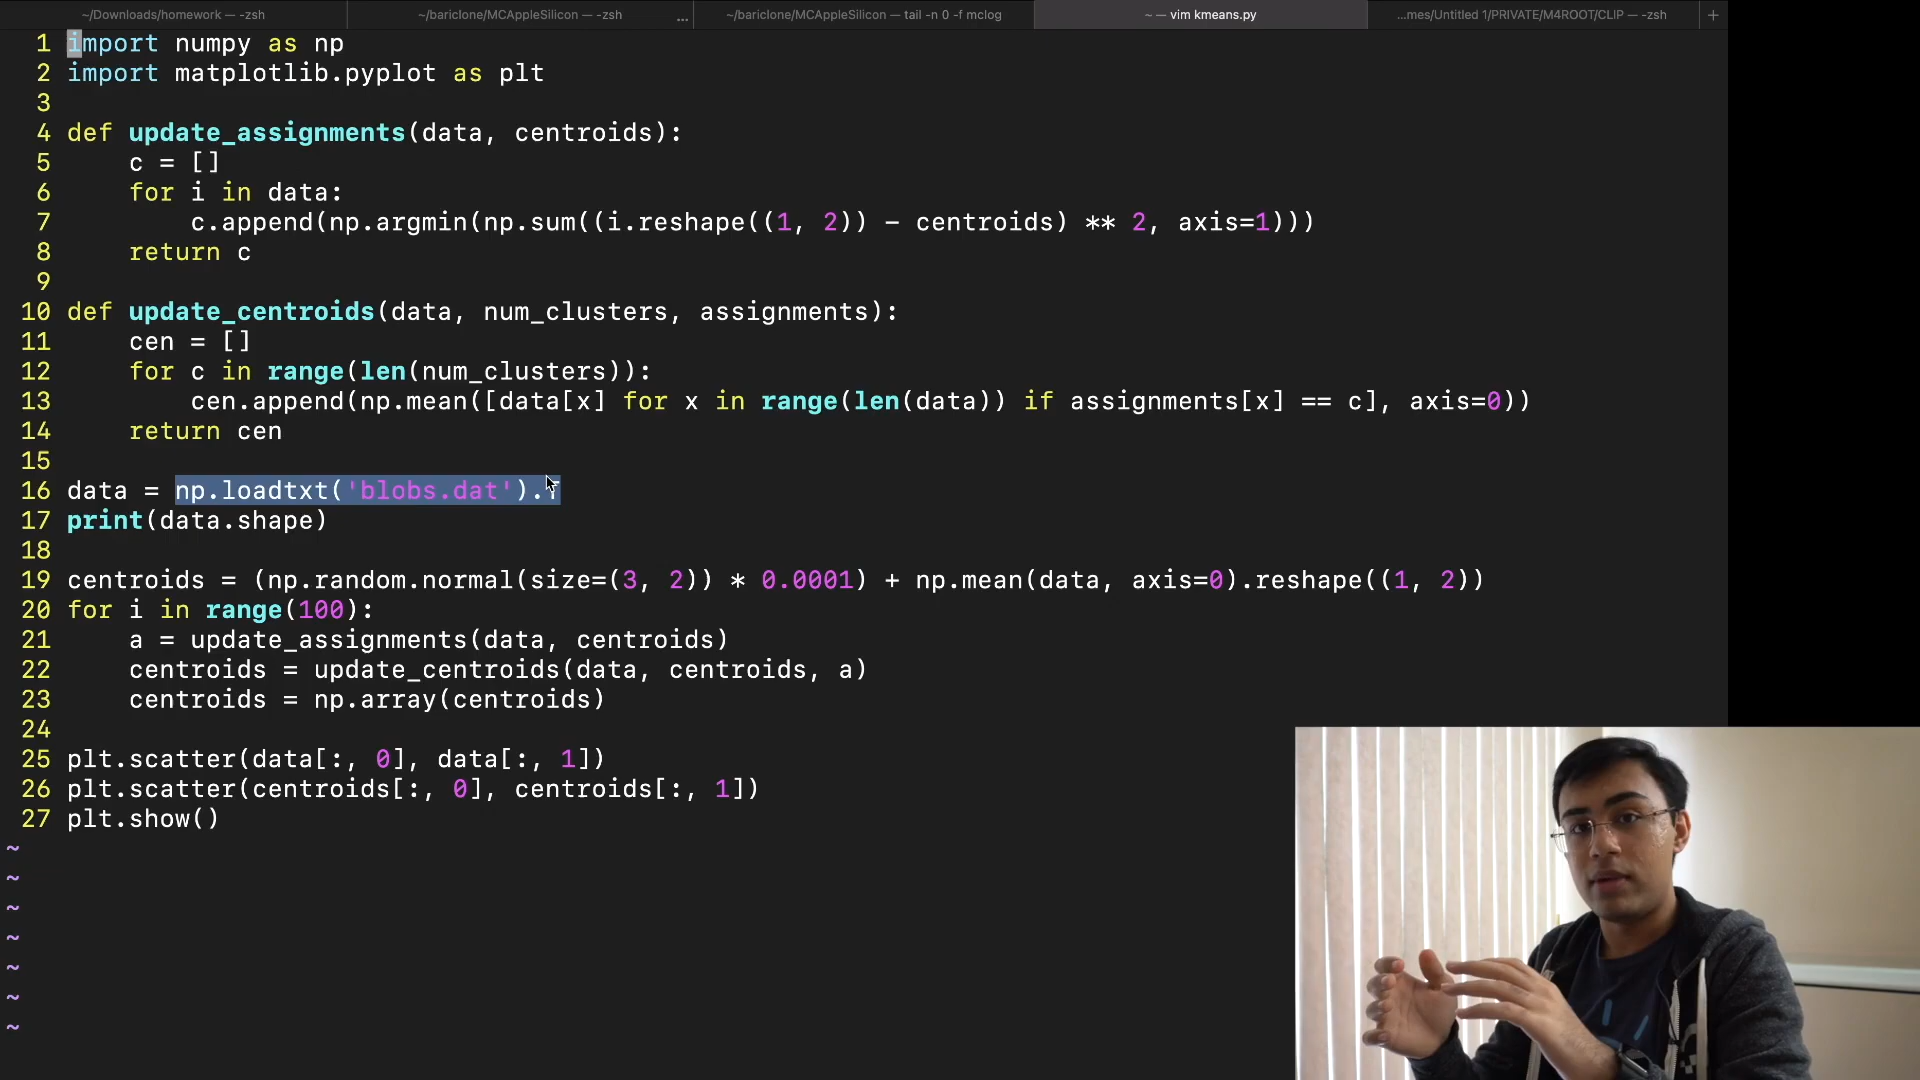 ~/Downloads/homework — -zsh
~/bariclone/MCAppleSilicon — -zsh ...
~/bariclone/MCAppleSilicon — tail -n 0 -f mclog
~ — vim kmeans.py
...mes/Untitled 1/PRIVATE/M4ROOT/CLIP — -zsh +
1 import numpy as np
2 import matplotlib.pyplot as plt
3
4 def update_assignments(data, centroids):
5     c = []
6     for i in data:
7         c.append(np.argmin(np.sum((i.reshape((1, 2)) - centroids) ** 2, axis=1)))
8     return c
9
10 def update_centroids(data, num_clusters, assignments):
11     cen = []
12     for c in range(len(num_clusters)):
13         cen.append(np.mean([data[x] for x in range(len(data)) if assignments[x] == c], axis=0))
14     return cen
15
16 data = np.loadtxt('blobs.dat').T
17 print(data.shape)
18
19 centroids = (np.random.normal(size=(3, 2)) * 0.0001) + np.mean(data, axis=0).reshape((1, 2))
20 for i in range(100):
21     a = update_assignments(data, centroids)
22     centroids = update_centroids(data, centroids, a)
23     centroids = np.array(centroids)
24
25 plt.scatter(data[:, 0], data[:, 1])
26 plt.scatter(centroids[:, 0], centroids[:, 1])
27 plt.show()
~
~
~
~
~
~
~